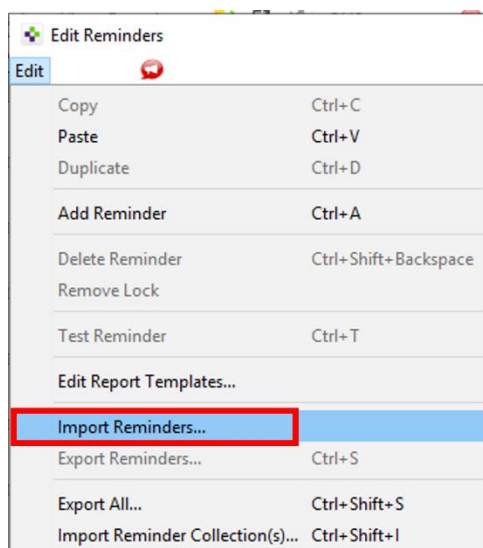 Edit Reminders
Edit
Copy Ctrl+C
Paste Ctrl+V
Duplicate Ctrl+D
Add Reminder Ctrl+A
Delete Reminder Ctrl+Shift+Backspace
Remove Lock
Test Reminder Ctrl+T
Edit Report Templates...
Import Reminders...
Export Reminders... Ctrl+S
Export All... Ctrl+Shift+S
Import Reminder Collection(s)... Ctrl+Shift+I